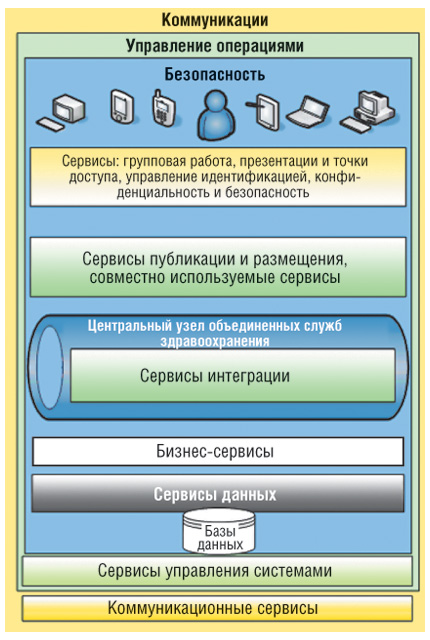 Коммуникации
Управление операциями
Безопасность
Сервисы: групповая работа, презентации и точки
доступа, управление идентификацией, конфи-
денциальность и безопасность
Сервисы публикации и размещения,
совместно используемые сервисы
Центральный узел объединенных служб
здравоохранения
Сервисы интеграции
Бизнес-сервисы
Сервисы данных
Базы
данных
Сервисы управления системами
Коммуникационные сервисы